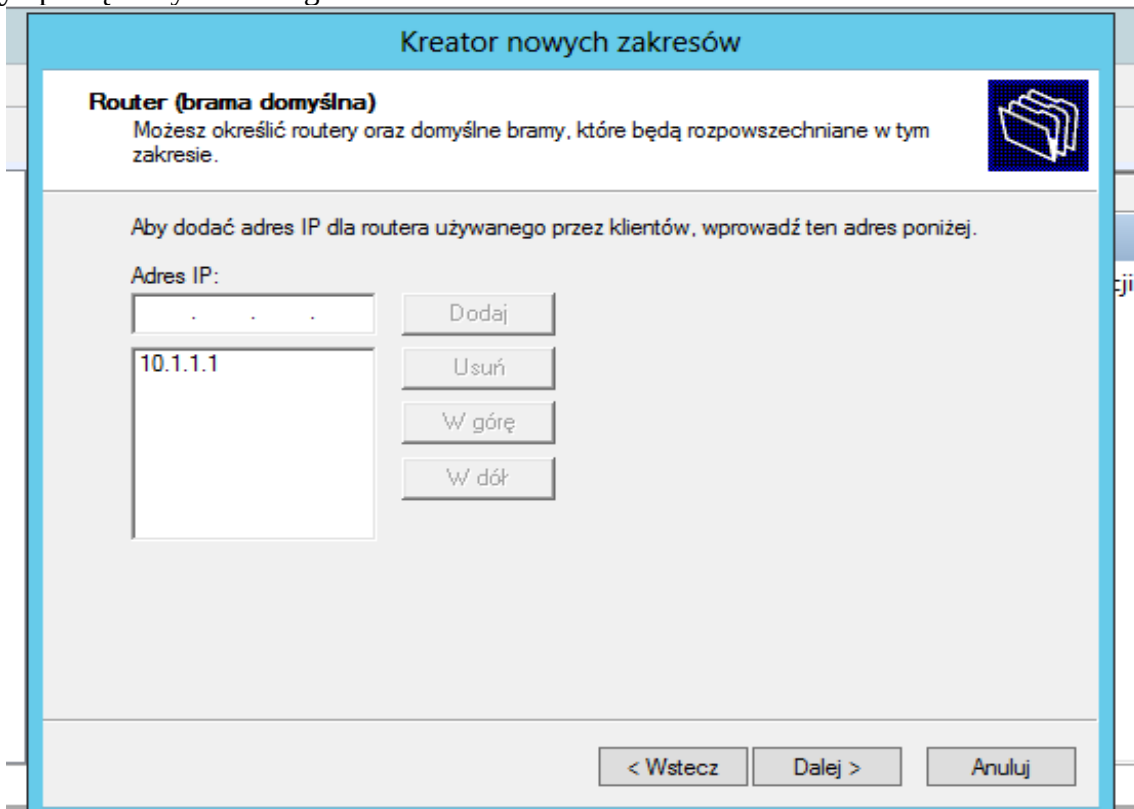 Kreator nowych zakresów
Router (brama domyślna)
Możesz określić routery oraz domyślne bramy, które będą rozpowszechniane w tym
zakresie.
Aby dodać adres IP dla routera używanego przez klientów, wprowadź ten adres poniżej.
Adres IP:
. . .
Dodaj
10.1.1.1
Usuń
W górę
W dół
< Wstecz
Dalej >
Anuluj